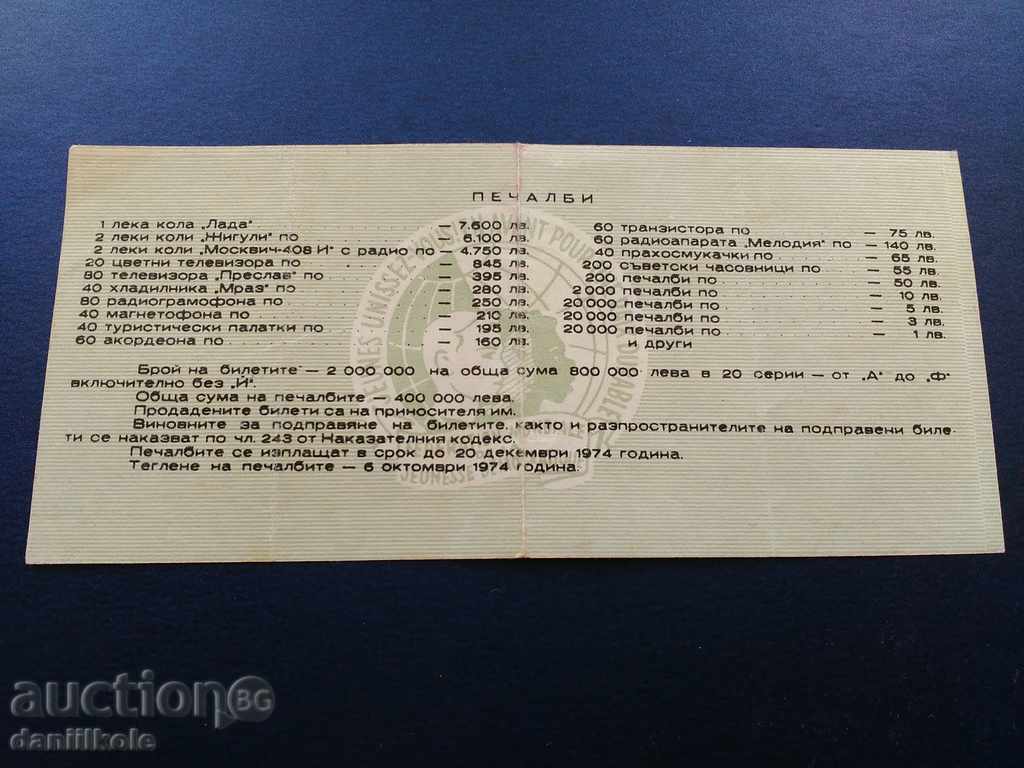 ПЕЧАЛБИ
1 лека кола „Лада" — 7.600 лв.
2 леки коли „Жигули" по — 6.100 лв.
2 леки коли „Москвич-408 И" с радио по — 4.750 лв.
20 цветни телевизора по — 845 лв.
80 телевизора „Преслав" по — 395 лв.
40 хладилника „Мраз" по — 280 лв.
80 радиограмофона по — 250 лв.
40 магнетофона по — 210 лв.
40 туристически палатки по — 195 лв.
60 акордеона по — 160 лв.
60 транзистора по — 75 лв.
60 радиоапарата „Мелодия" по — 140 лв.
40 прахосмукачки по — 65 лв.
200 съветски часовници по — 55 лв.
200 печалби по — 50 лв.
2 000 печалби по — 10 лв.
20 000 печалби по — 5 лв.
20 000 печалби по — 3 лв.
20 000 печалби по — 1 лв.
и други
Брой на билетите — 2 000 000 на обща сума 800 000 лева в 20 серии — от „А" до „Ф"
включително без „Й".
Обща сума на печалбите — 400 000 лева.
Продадените билети са на приносителя им.
Виновните за подправяне на билетите, както и разпространителите на подправени биле-
ти се наказват по чл. 243 от Наказателния кодекс.
Печалбите се изплащат в срок до 20 декември 1974 година.
Теглене на печалбите — 6 октомври 1974 година.
JEUNES UNISSEZ POUR DURABLE
JEUNESSE
auctionBG
daniilkole